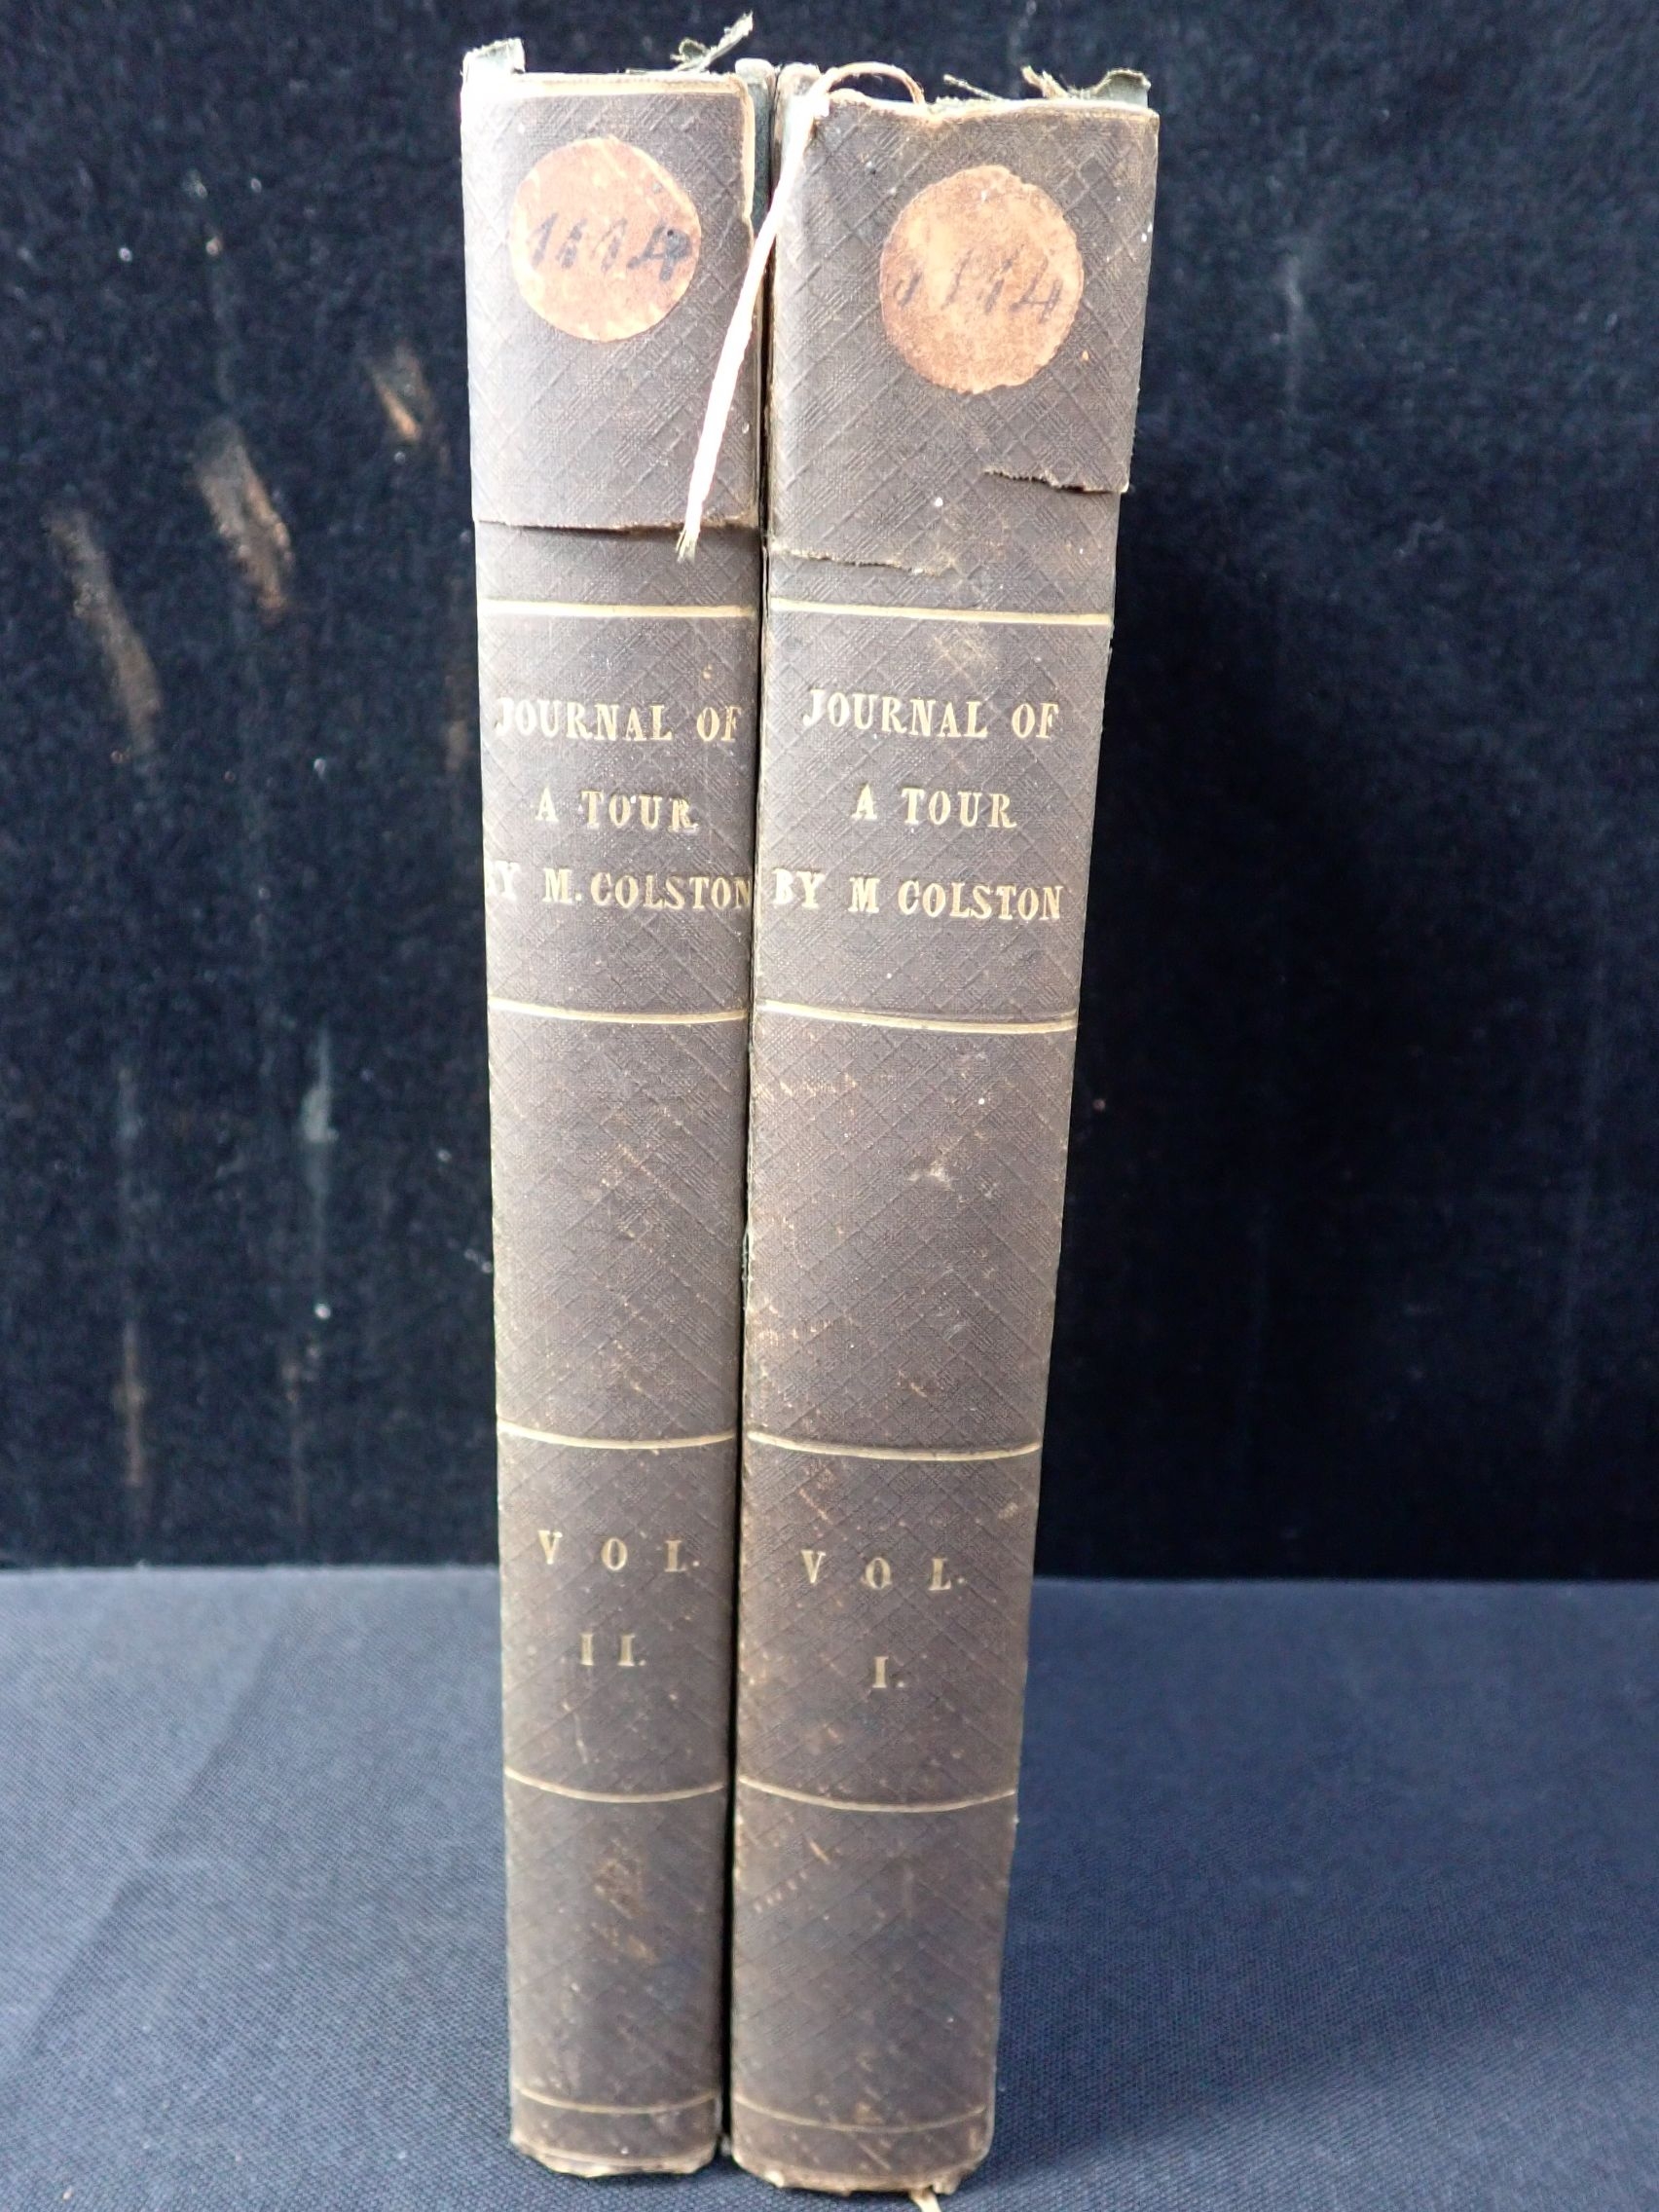 1114
JOURNAL OF
A TOUR
BY M. COLSTON
VOL.
II.
1114
JOURNAL OF
A TOUR
BY M COLSTON
VOL.
I.